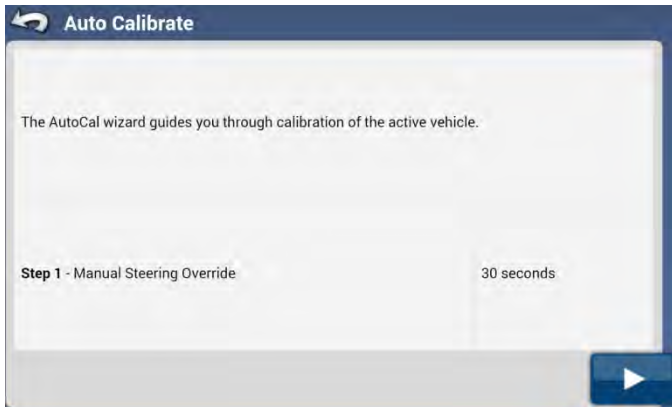 Auto Calibrate
The AutoCal wizard guides you through calibration of the active vehicle.
Step 1 - Manual Steering Override 30 seconds